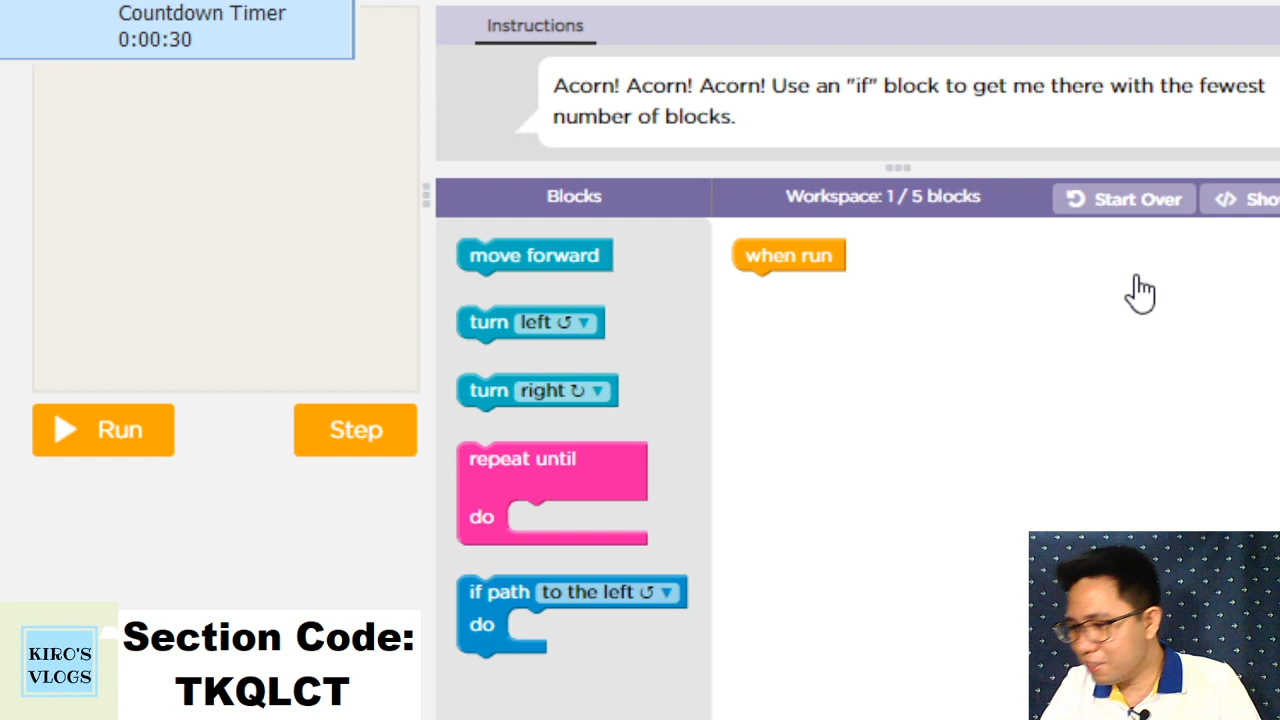 Countdown Timer
0:00:30
Instructions
Acorn! Acorn! Acorn! Use an "if" block to get me there with the fewest
number of blocks.
Blocks
Workspace: 1 / 5 blocks
Start Over
</> Sho
move forward
when run
turn left ↺ ▼
turn right ↻ ▼
repeat until
do
if path to the left ↺ ▼
do
Run
Step
KIRO'S
VLOGS
Section Code:
TKQLCT